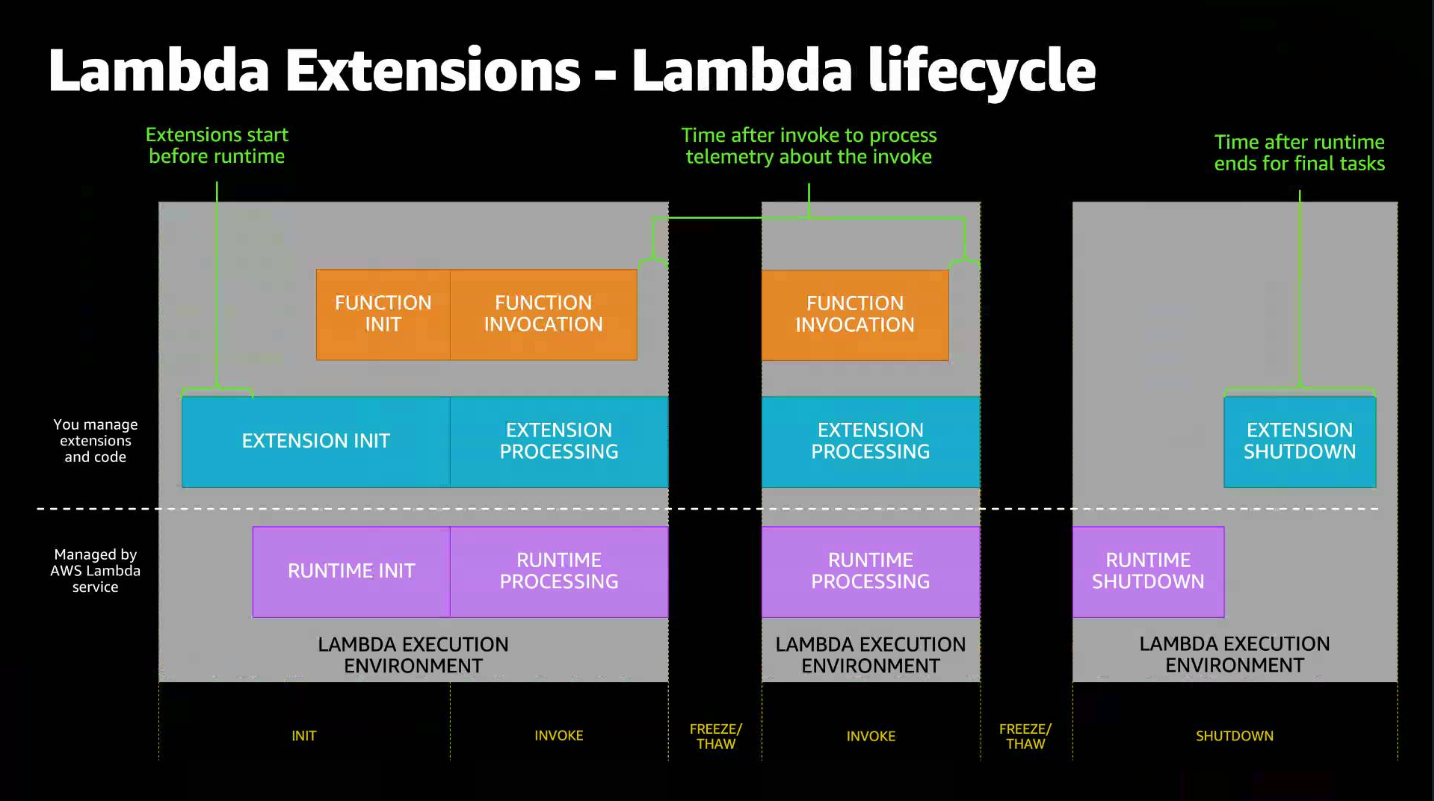 Lambda Extensions - Lambda lifecycle
Extensions start
before runtime
Time after invoke to process
telemetry about the invoke
Time after runtime
ends for final tasks
FUNCTION
INIT
FUNCTION
INVOCATION
FUNCTION
INVOCATION
You manage
extensions
and code
EXTENSION INIT
EXTENSION
PROCESSING
EXTENSION
PROCESSING
EXTENSION
SHUTDOWN
Managed by
AWS Lambda
service
RUNTIME INIT
RUNTIME
PROCESSING
RUNTIME
PROCESSING
RUNTIME
SHUTDOWN
LAMBDA EXECUTION
ENVIRONMENT
LAMBDA EXECUTION
ENVIRONMENT
LAMBDA EXECUTION
ENVIRONMENT
INIT
INVOKE
FREEZE/
THAW
INVOKE
FREEZE/
THAW
SHUTDOWN